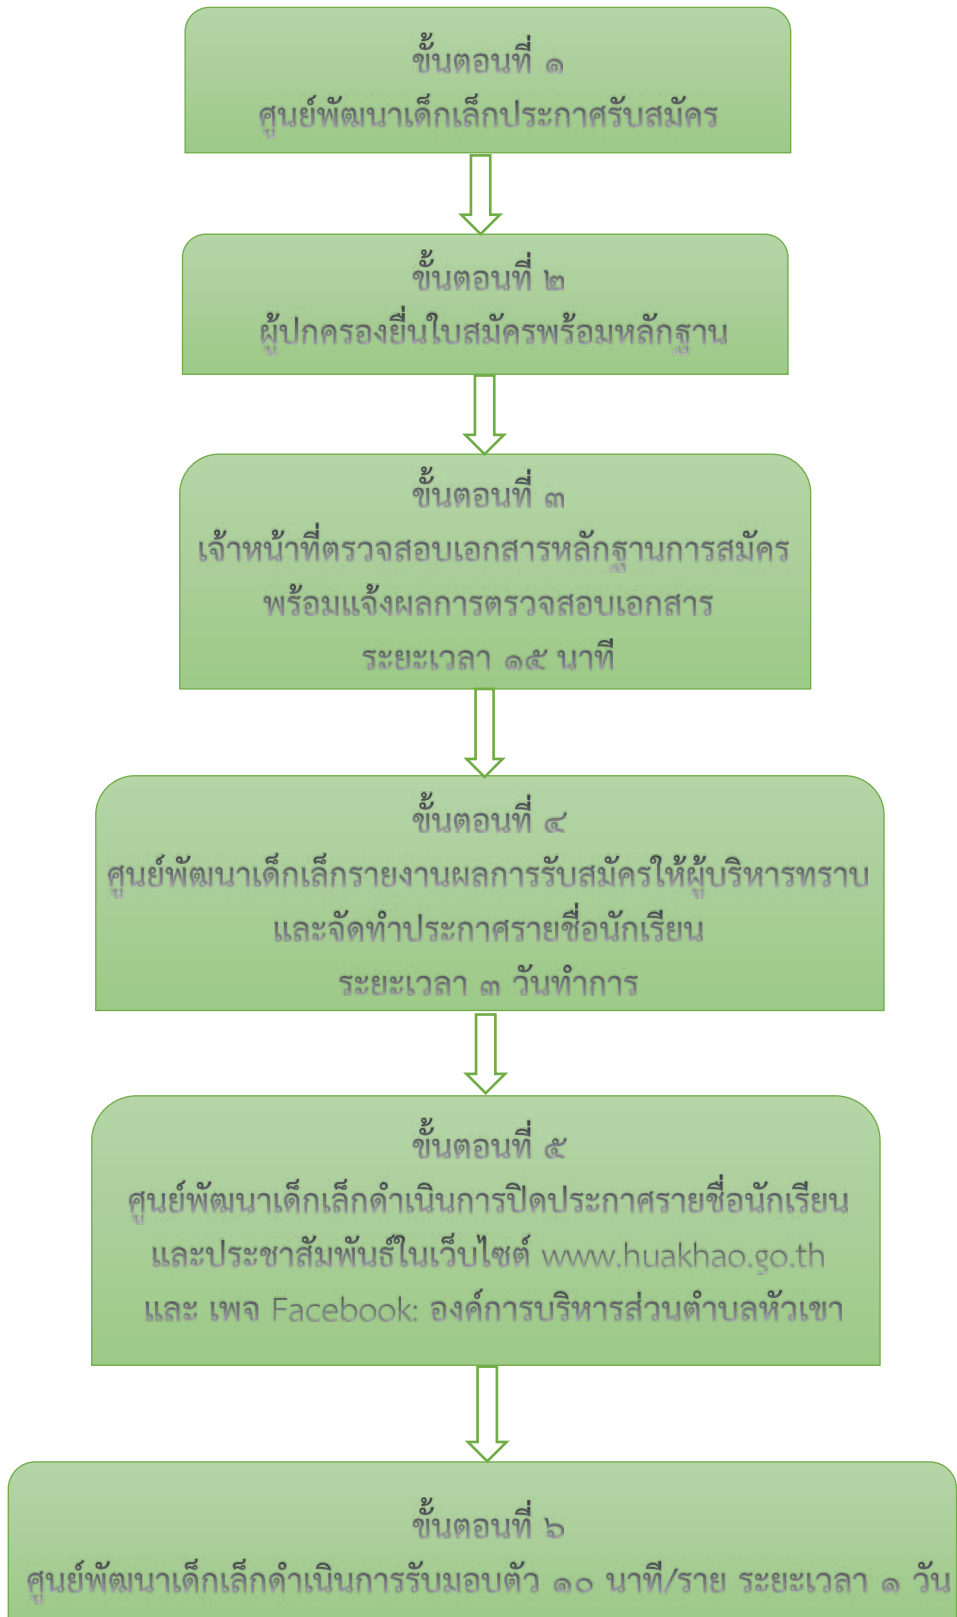 ขั้นตอนที่ ๑
ศูนย์พัฒนาเด็กเล็กประกาศรับสมัคร
ขั้นตอนที่ ๒
ผู้ปกครองยื่นใบสมัครพร้อมหลักฐาน
ขั้นตอนที่ ๓
เจ้าหน้าที่ตรวจสอบเอกสารหลักฐานการสมัคร
พร้อมแจ้งผลการตรวจสอบเอกสาร
ระยะเวลา ๑๕ นาที
ขั้นตอนที่ ๔
ศูนย์พัฒนาเด็กเล็กรายงานผลการรับสมัครให้ผู้บริหารทราบ
และจัดทำประกาศรายชื่อนักเรียน
ระยะเวลา ๓ วันทำการ
ขั้นตอนที่ ๕
ศูนย์พัฒนาเด็กเล็กดำเนินการปิดประกาศรายชื่อนักเรียน
และประชาสัมพันธ์ในเว็บไซต์ www.huakhao.go.th
และ เพจ Facebook: องค์การบริหารส่วนตำบลหัวเขา
ขั้นตอนที่ ๖
ศูนย์พัฒนาเด็กเล็กดำเนินการรับมอบตัว ๑๐ นาที/ราย ระยะเวลา ๑ วัน